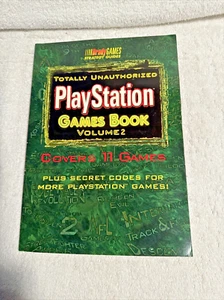 BradyGAMES
STRATEGY GUIDES
TOTALLY UNAUTHORIZED
PlayStation
GAMES BOOK
VOLUME 2
COVERS 11 GAMES
PLUS SECRET CODES FOR
MORE PLAYSTATION GAMES!